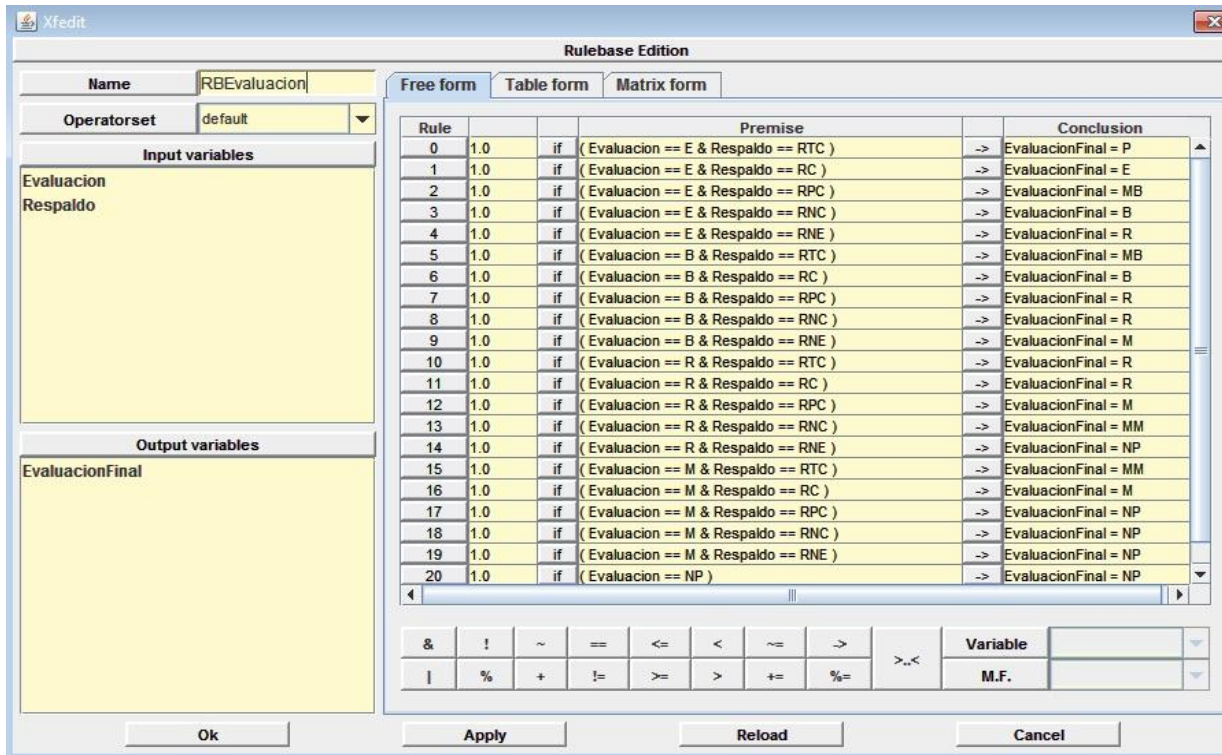 Xfedit
Rulebase Edition
Name RBEvaluacion
Operatorset default
Input variables
Evaluacion
Respaldo
Output variables
EvaluacionFinal
Free form Table form Matrix form
Rule Premise Conclusion
0 1.0 if ( Evaluacion == E & Respaldo == RTC ) -> EvaluacionFinal = P
1 1.0 if ( Evaluacion == E & Respaldo == RC ) -> EvaluacionFinal = E
2 1.0 if ( Evaluacion == E & Respaldo == RPC ) -> EvaluacionFinal = MB
3 1.0 if ( Evaluacion == E & Respaldo == RNC ) -> EvaluacionFinal = B
4 1.0 if ( Evaluacion == E & Respaldo == RNE ) -> EvaluacionFinal = R
5 1.0 if ( Evaluacion == B & Respaldo == RTC ) -> EvaluacionFinal = MB
6 1.0 if ( Evaluacion == B & Respaldo == RC ) -> EvaluacionFinal = B
7 1.0 if ( Evaluacion == B & Respaldo == RPC ) -> EvaluacionFinal = R
8 1.0 if ( Evaluacion == B & Respaldo == RNC ) -> EvaluacionFinal = R
9 1.0 if ( Evaluacion == B & Respaldo == RNE ) -> EvaluacionFinal = M
10 1.0 if ( Evaluacion == R & Respaldo == RTC ) -> EvaluacionFinal = R
11 1.0 if ( Evaluacion == R & Respaldo == RC ) -> EvaluacionFinal = R
12 1.0 if ( Evaluacion == R & Respaldo == RPC ) -> EvaluacionFinal = M
13 1.0 if ( Evaluacion == R & Respaldo == RNC ) -> EvaluacionFinal = MM
14 1.0 if ( Evaluacion == R & Respaldo == RNE ) -> EvaluacionFinal = NP
15 1.0 if ( Evaluacion == M & Respaldo == RTC ) -> EvaluacionFinal = MM
16 1.0 if ( Evaluacion == M & Respaldo == RC ) -> EvaluacionFinal = M
17 1.0 if ( Evaluacion == M & Respaldo == RPC ) -> EvaluacionFinal = NP
18 1.0 if ( Evaluacion == M & Respaldo == RNC ) -> EvaluacionFinal = NP
19 1.0 if ( Evaluacion == M & Respaldo == RNE ) -> EvaluacionFinal = NP
20 1.0 if ( Evaluacion == NP ) -> EvaluacionFinal = NP
& ! ~ == <= < ~= -> >..< Variable
| % + != >= > += %= M.F.
Ok Apply Reload Cancel